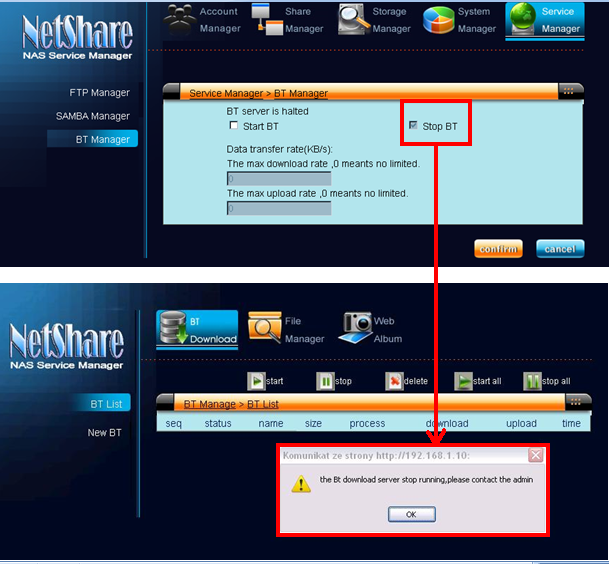 NetShare
NAS Service Manager
Account Manager
Share Manager
Storage Manager
System Manager
Service Manager
FTP Manager
SAMBA Manager
BT Manager
Service Manager > BT Manager
BT server is halted
Start BT
Stop BT
Data transfer rate(KB/s):
The max download rate ,0 meants no limited.
0
The max upload rate ,0 meants no limited.
0
confirm
cancel
NetShare
NAS Service Manager
BT Download
File Manager
Web Album
start
stop
delete
start all
stop all
BT List
New BT
BT Manage > BT List
seq status name size process download upload time
Komunikat ze strony http://192.168.1.10:
the Bt download server stop running,please contact the admin
OK